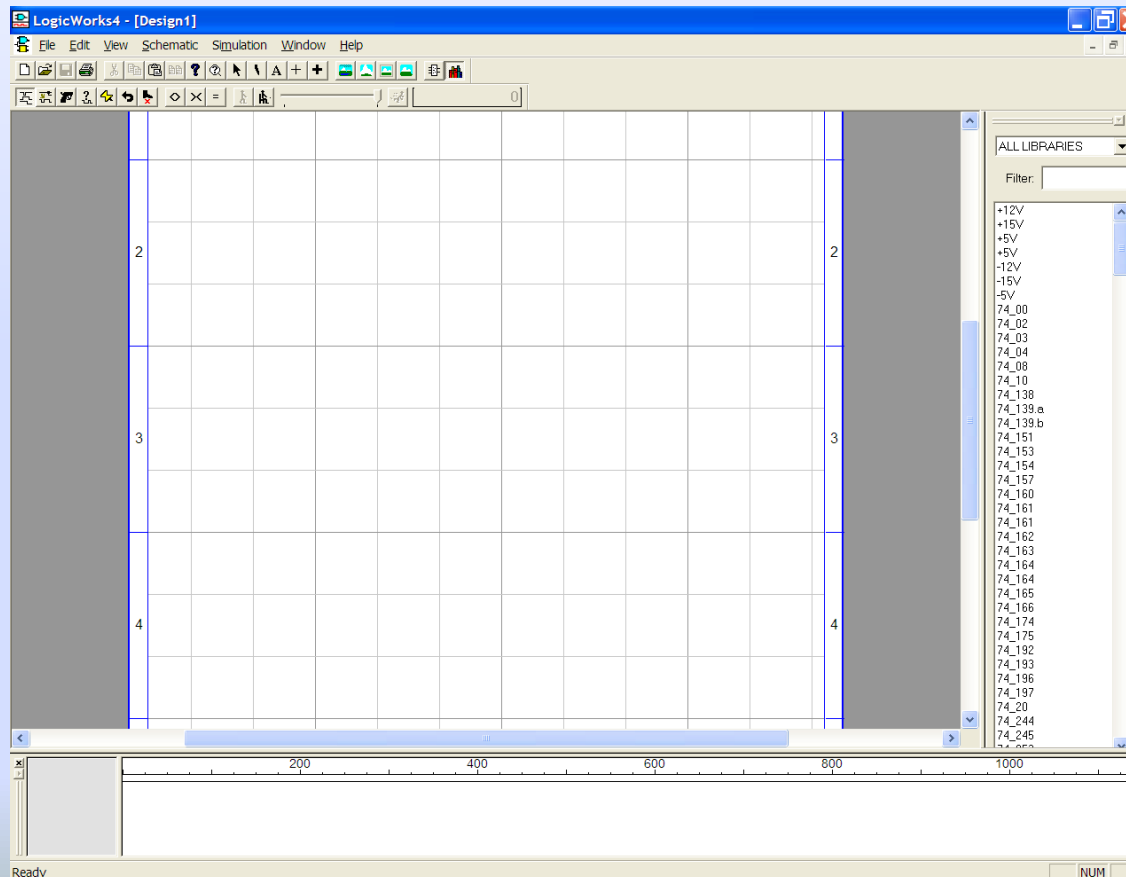 LogicWorks4 - [Design1]
File Edit View Schematic Simulation Window Help
A
0
ALL LIBRARIES
Filter:
+12V
+15V
+5V
+5V
-12V
-15V
-5V
74_00
74_02
74_03
74_04
74_08
74_10
74_138
74_139.a
74_139.b
74_151
74_153
74_154
74_157
74_160
74_161
74_161
74_162
74_163
74_164
74_164
74_165
74_166
74_174
74_175
74_192
74_193
74_196
74_197
74_20
74_244
74_245
2 2
3 3
4 4
200 400 600 800 1000
Ready NUM